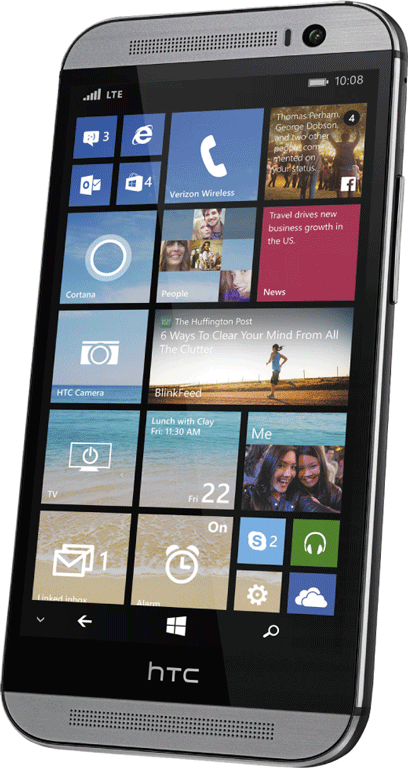 LTE
10:08
3
4
Verizon Wireless
Thomas Perham,
George Dobson,
and two other
people com-
mented on
your status.
4
Cortana
People
Travel drives new
business growth in
the US.
News
HTC Camera
The Huffington Post
6 Ways To Clear Your Mind From All
The Clutter
BlinkFeed
TV
Lunch with Clay
Fri: 11:30 AM
Fri 22
Me
1
Linked inbox
On
Alarm
2
hTC